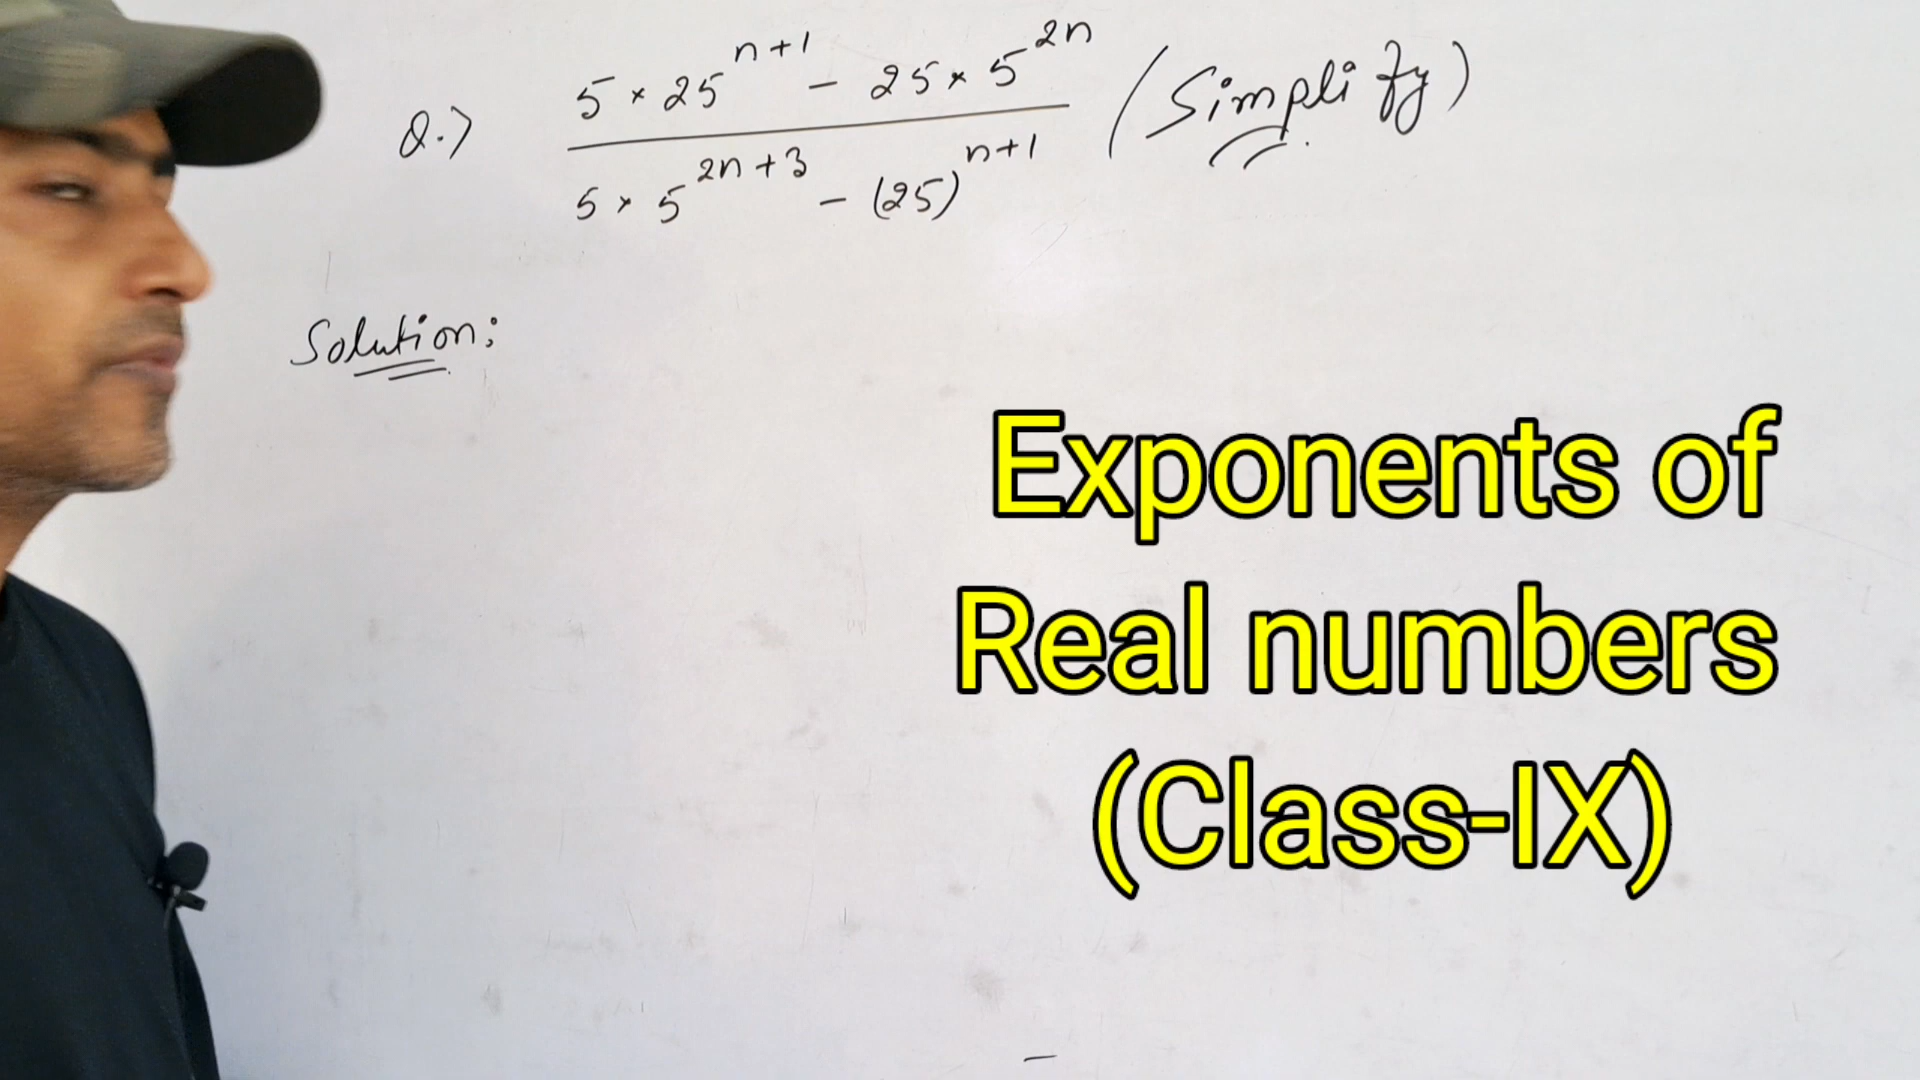 Q.) 5 × 25^{n+1} - 25 × 5^{2n} / 5 × 5^{2n+3} - (25)^{n+1} (Simplify)
Solution:
Exponents of
Real numbers
(Class-IX)